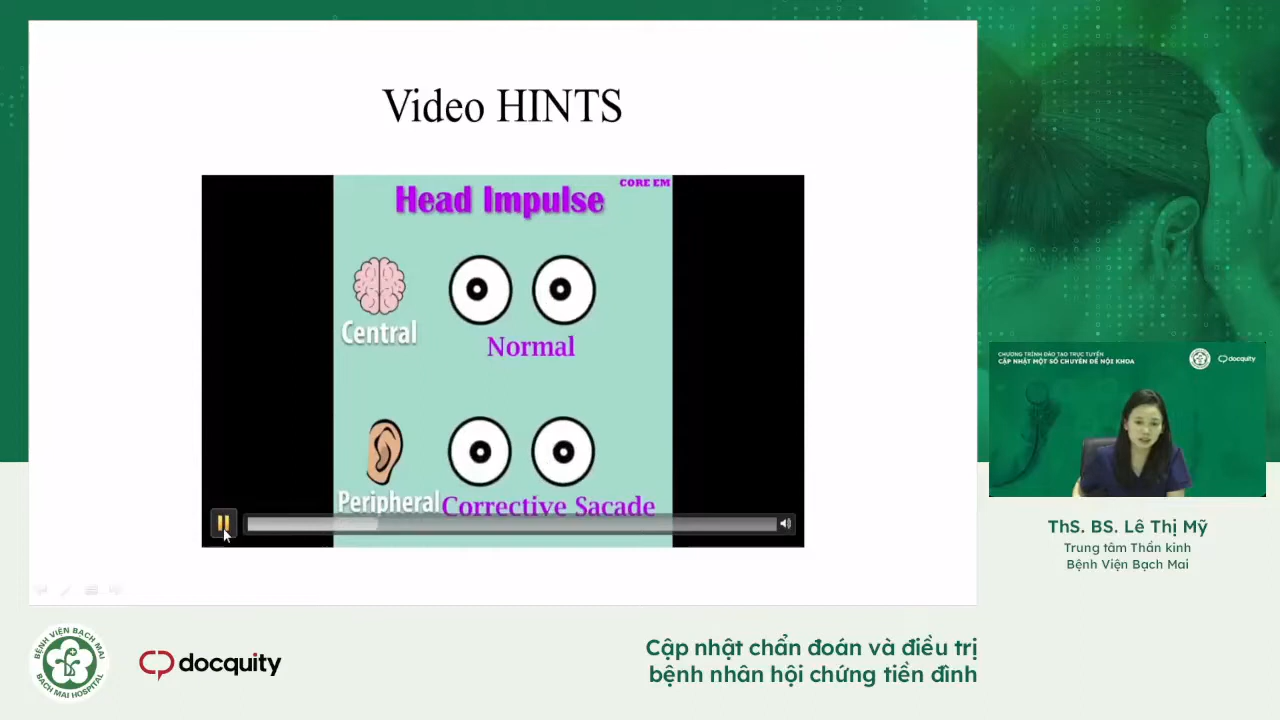 Video HINTS
CORE EM
Head Impulse
Central
Normal
Peripheral
Corrective Sacade
CHƯƠNG TRÌNH ĐÀO TẠO TRỰC TUYẾN
CẬP NHẬT MỘT SỐ CHUYÊN ĐỀ NỘI KHOA
docquity
ThS. BS. Lê Thị Mỹ
Trung tâm Thần kinh
Bệnh Viện Bạch Mai
BỆNH VIỆN BẠCH MAI
BACH MAI HOSPITAL
docquity
Cập nhật chẩn đoán và điều trị
bệnh nhân hội chứng tiền đình